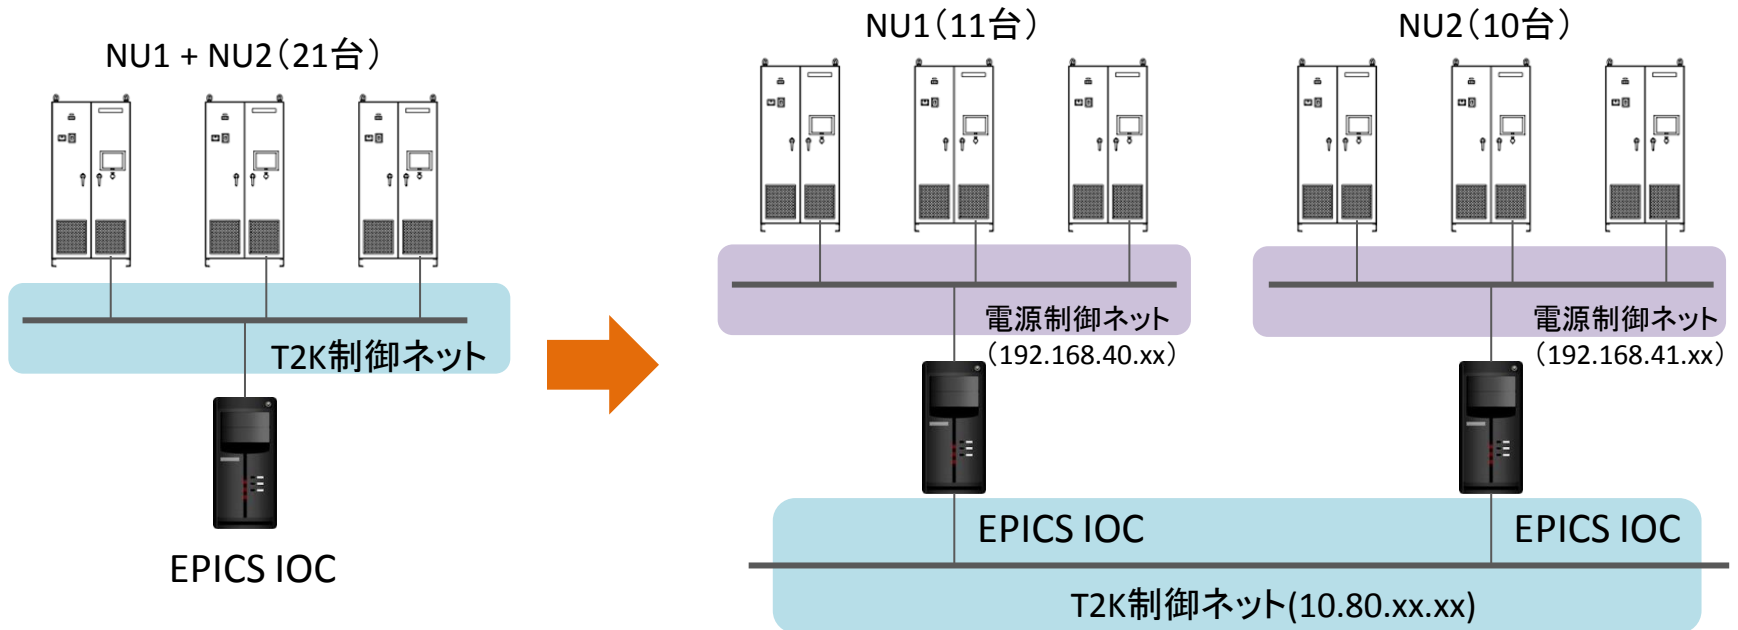 NU1 + NU2（21台）
T2K制御ネット
EPICS IOC
NU1（11台）
電源制御ネット
（192.168.40.xx）
EPICS IOC
NU2（10台）
電源制御ネット
（192.168.41.xx）
EPICS IOC
T2K制御ネット(10.80.xx.xx)